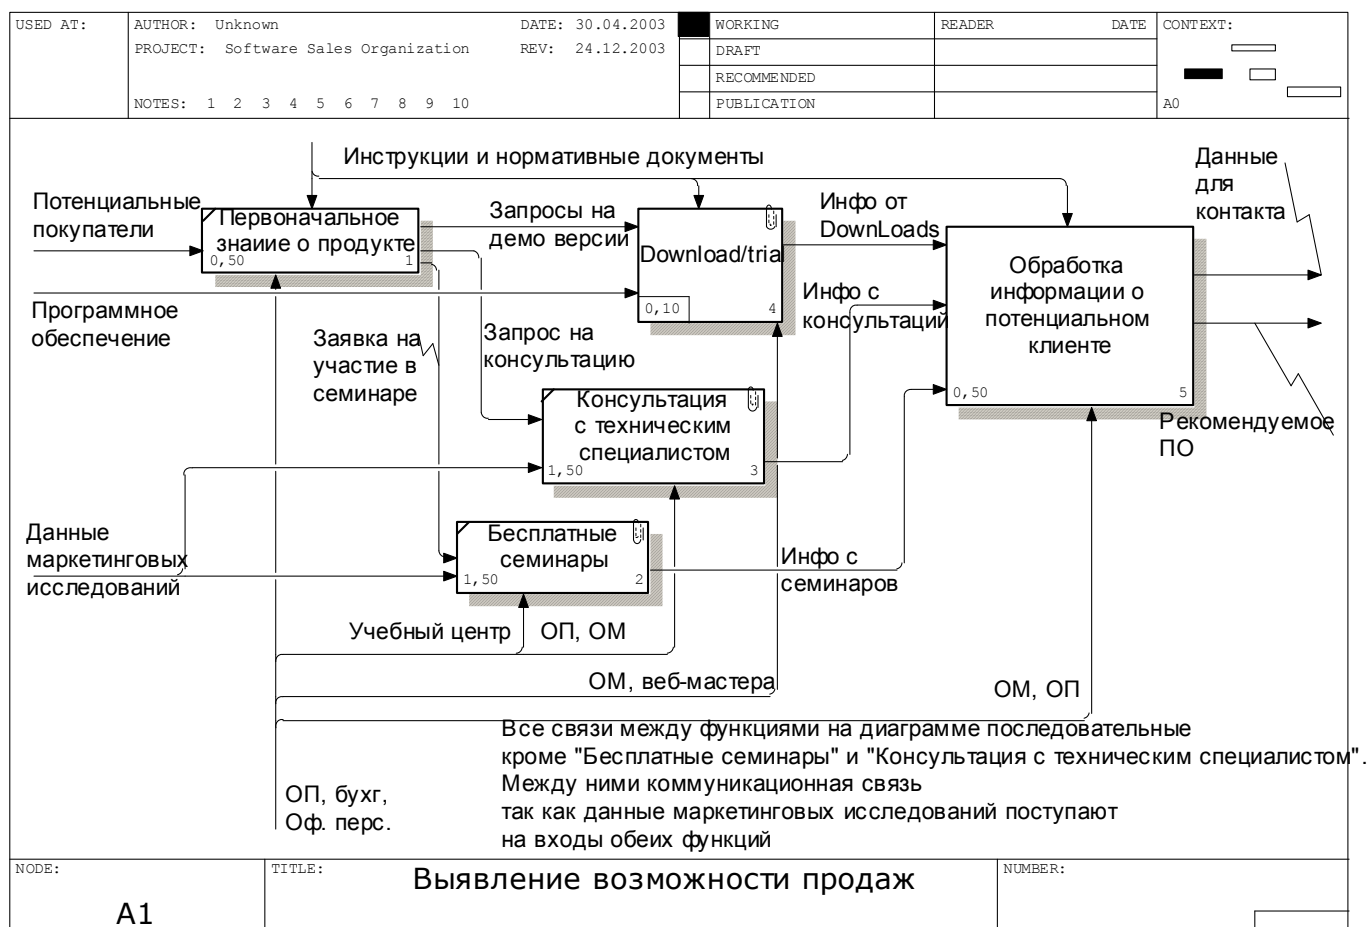 USED AT:
AUTHOR: Unknown
DATE: 30.04.2003
WORKING
READER
DATE
CONTEXT:
PROJECT: Software Sales Organization
REV: 24.12.2003
DRAFT
RECOMMENDED
NOTES: 1 2 3 4 5 6 7 8 9 10
PUBLICATION
A0
Инструкции и нормативные документы
Данные
для
контакта
Потенциальные
покупатели
Первоначальное
знаиие о продукте
0,50
1
Запросы на
демо версии
Download/trial
0,10
4
Инфо от
DownLoads
Обработка
информации о
потенциальном
клиенте
0,50
5
Программное
обеспечение
Заявка на
участие в
семинаре
Запрос на
консультацию
Инфо с
консультаций
Консультация
с техническим
специалистом
1,50
3
Рекомендуемое
ПО
Данные
маркетинговых
исследований
Бесплатные
семинары
1,50
2
Инфо с
семинаров
Учебный центр
ОП, ОМ
ОМ, веб-мастера
ОМ, ОП
ОП, бухг,
Оф. перс.
Все связи между функциями на диаграмме последовательные
кроме "Бесплатные семинары" и "Консультация с техническим специалистом".
Между ними коммуникационная связь
так как данные маркетинговых исследований поступают
на входы обеих функций
NODE:
A1
TITLE:
Выявление возможности продаж
NUMBER: